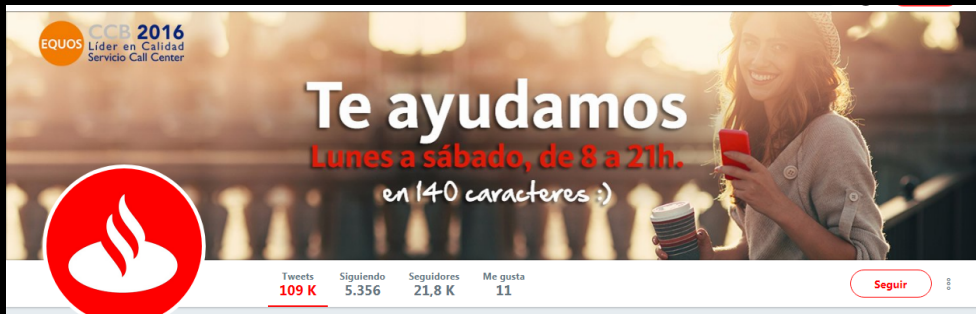 EQUOS
CCB 2016
Líder en Calidad
Servicio Call Center
Te ayudamos
Lunes a sábado, de 8 a 21h.
en 140 caracteres :)
Tweets
109 K
Siguiendo
5.356
Seguidores
21,8 K
Me gusta
11
Seguir